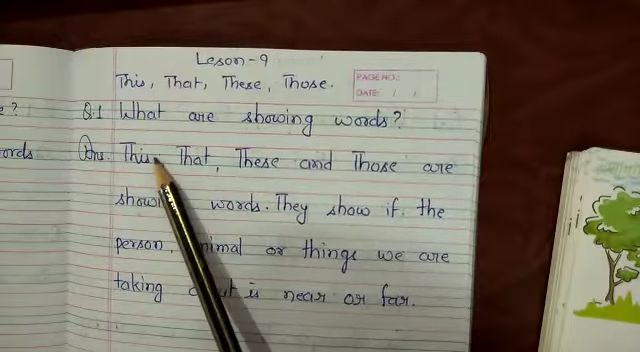 Leson-9
This, That, These, Those.
PAGE NO.:
DATE: / /
e?
Q.1 What are showing words?
ords.
Ans. This, That, These and Those are
words. They show if the
person, or things we are
taking is near or far.